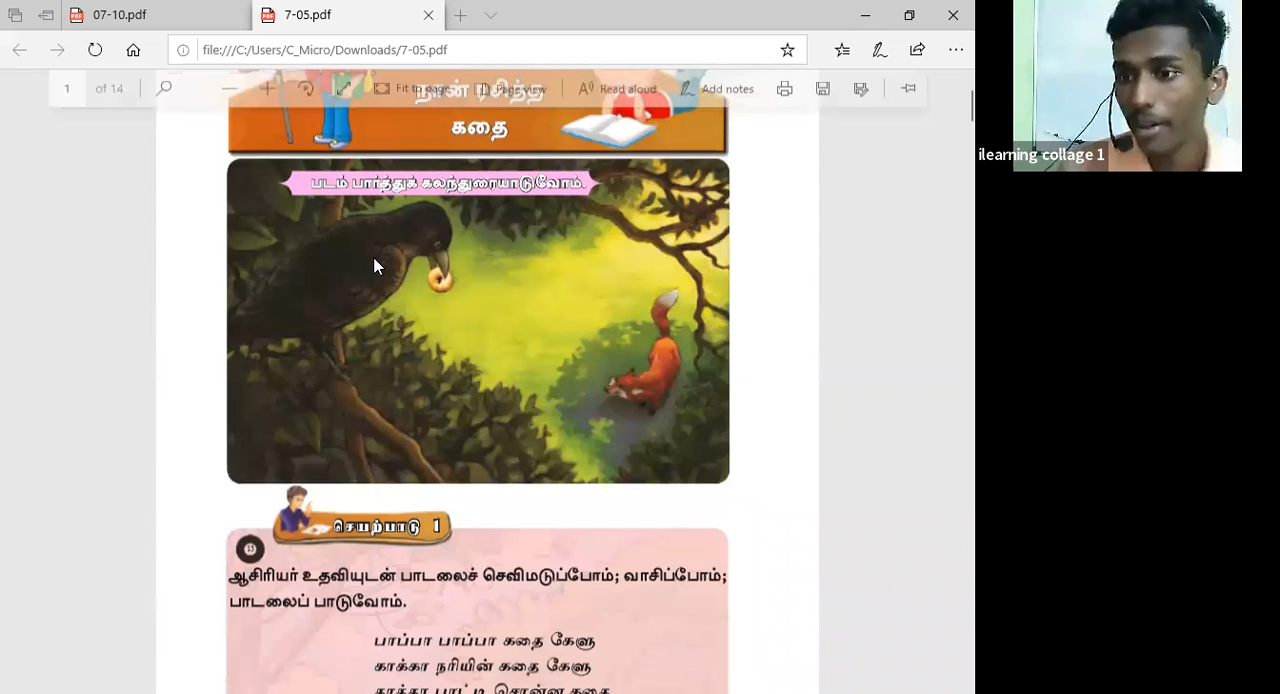 07-10.pdf
7-05.pdf
file:///C:/Users/C_Micro/Downloads/7-05.pdf
1 of 14
Fit to page
Page view
Read aloud
Add notes
நான் ரசித்த
கதை
படம் பார்த்துக் கலந்துரையாடுவோம்.
செயற்பாடு 1
ஆசிரியர் உதவியுடன் பாடலைச் செவிமடுப்போம்; வாசிப்போம்;
பாடலைப் பாடுவோம்.
பாப்பா பாப்பா கதை கேளு
காக்கா நரியின் கதை கேளு
காக்கா பாட்டி சொன்ன கதை
ilearning collage 1